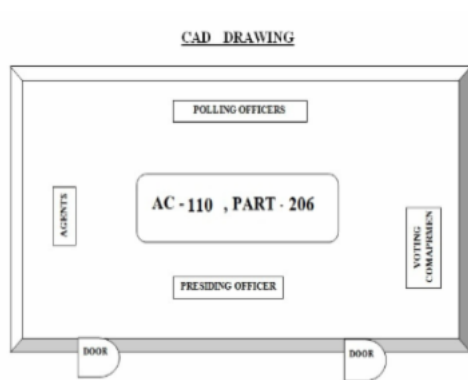 CAD DRAWING
POLLING OFFICERS
AGENTS
AC - 110 , PART - 206
VOTING
COMAPRMEN
PRESIDING OFFICER
DOOR
DOOR